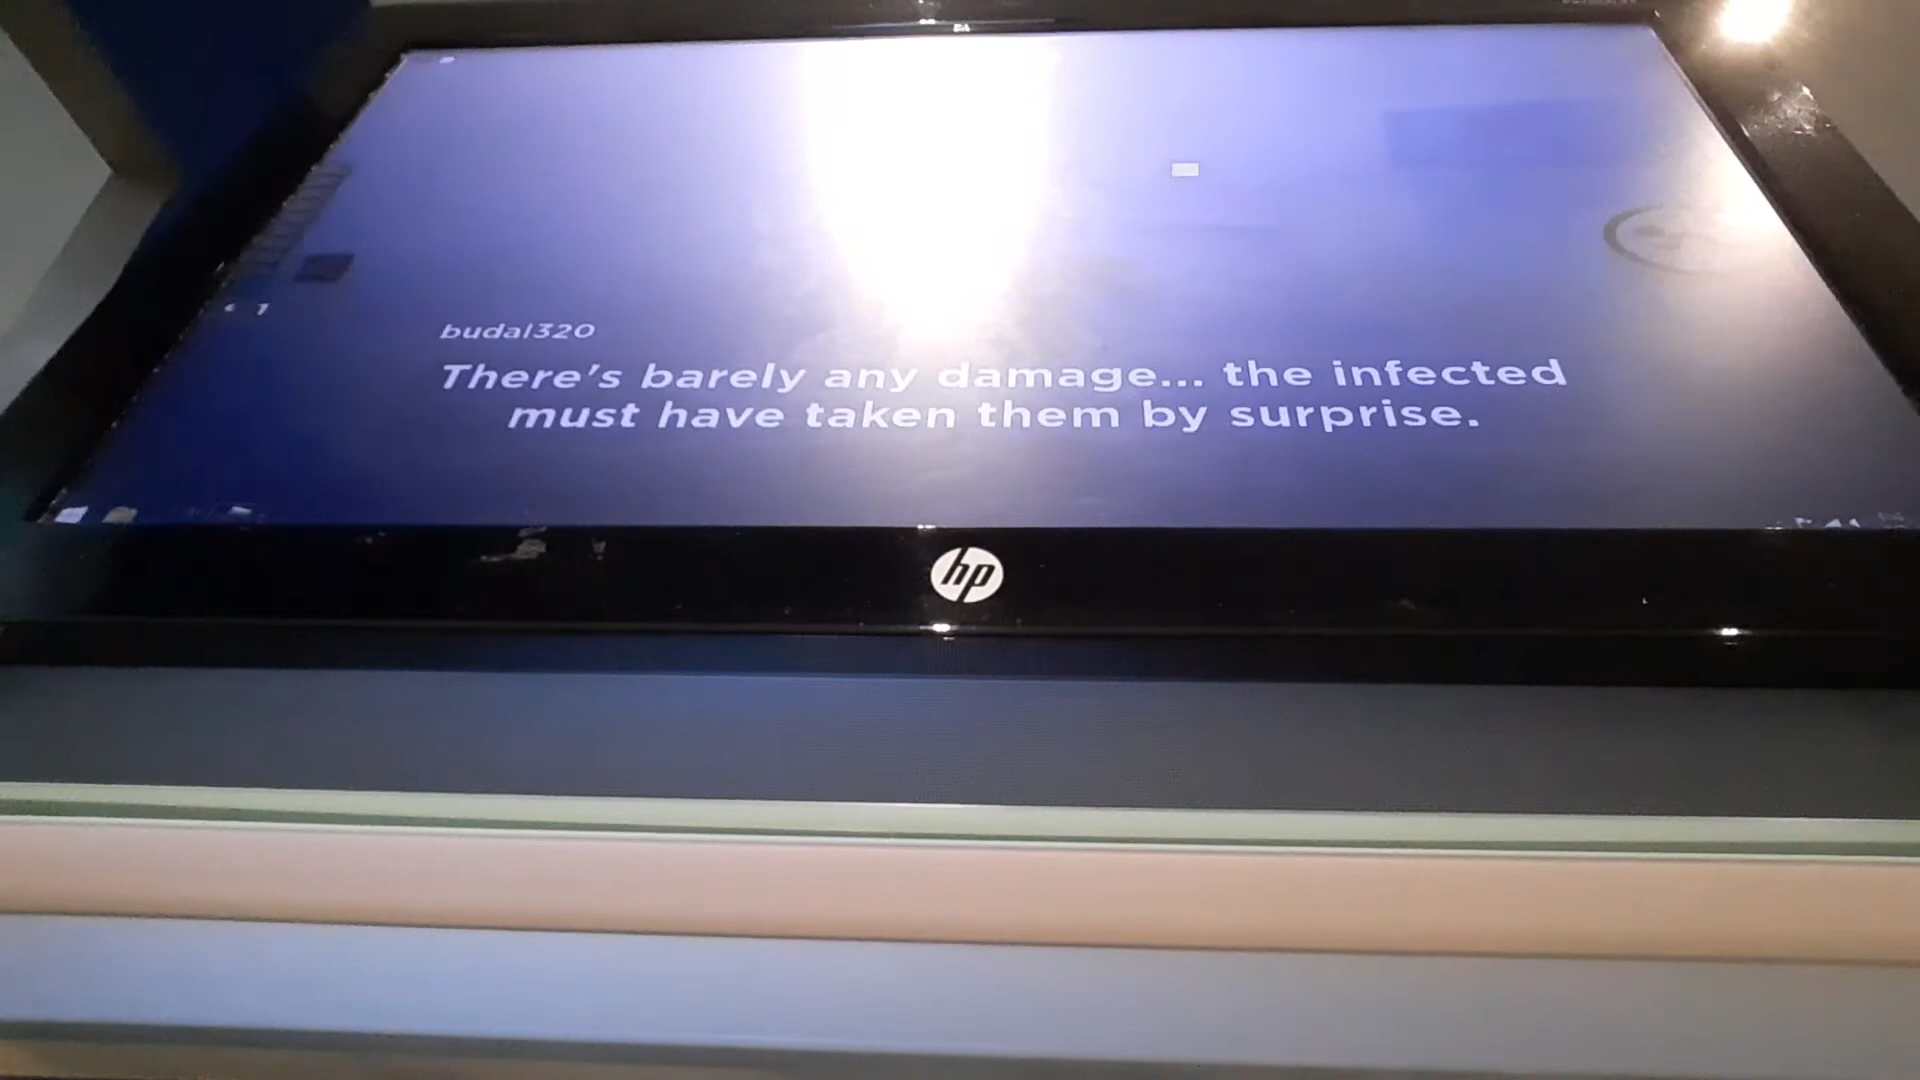 budal320
There's barely any damage... the infected
must have taken them by surprise.
hp